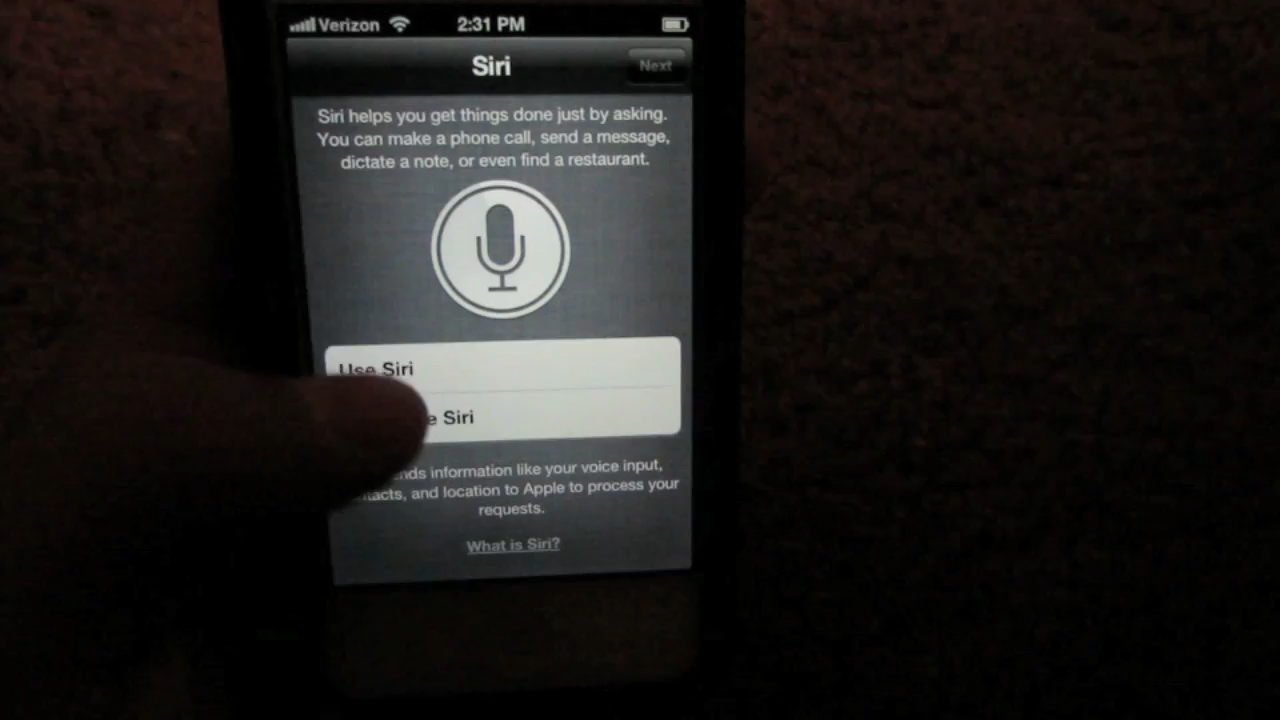 Verizon 2:31 PM
Siri Next
Siri helps you get things done just by asking.
You can make a phone call, send a message,
dictate a note, or even find a restaurant.
Use Siri
e Siri
nds information like your voice input,
tacts, and location to Apple to process your
requests.
What is Siri?